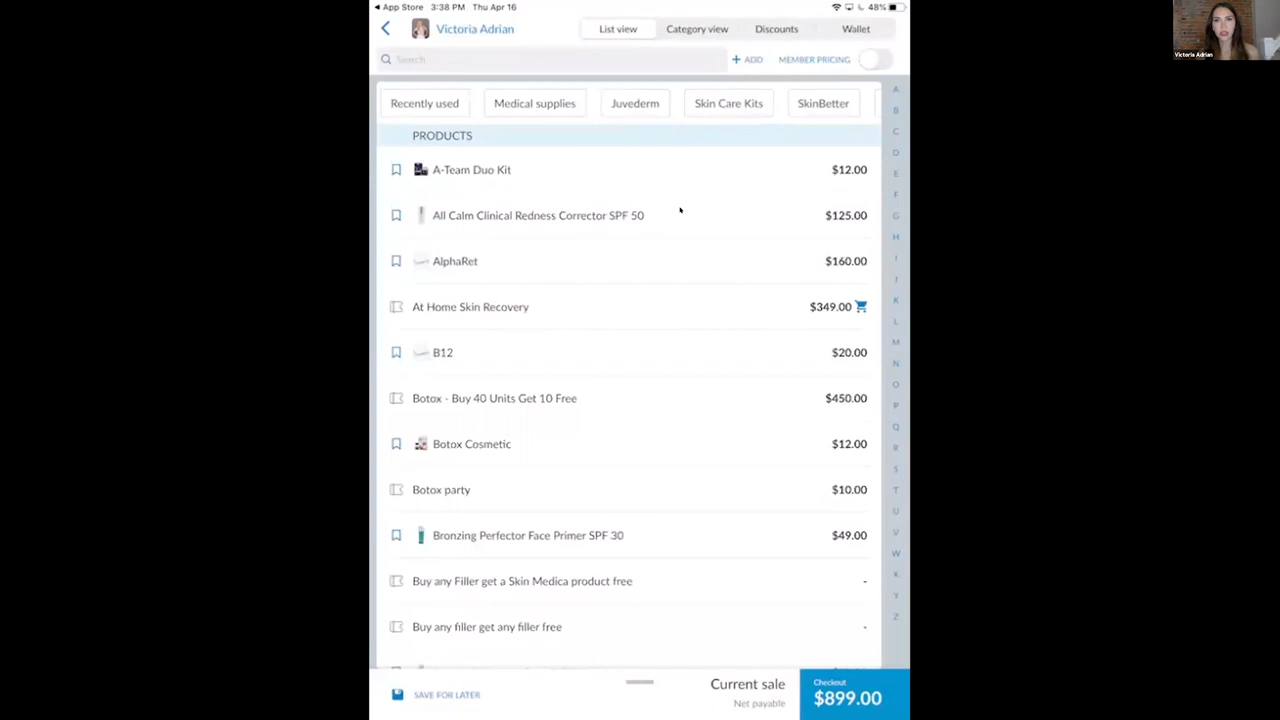 App Store 3:38 PM Thu Apr 16 48%
Victoria Adrian List view Category view Discounts Wallet
Search + ADD MEMBER PRICING
Recently used Medical supplies Juvederm Skin Care Kits SkinBetter
PRODUCTS
A-Team Duo Kit $12.00
All Calm Clinical Redness Corrector SPF 50 $125.00
AlphaRet $160.00
At Home Skin Recovery $349.00
B12 $20.00
Botox - Buy 40 Units Get 10 Free $450.00
Botox Cosmetic $12.00
Botox party $10.00
Bronzing Perfector Face Primer SPF 30 $49.00
Buy any Filler get a Skin Medica product free -
Buy any filler get any filler free -
A
B
C
D
E
F
G
H
I
J
K
L
M
N
O
P
Q
R
S
T
U
V
W
X
Y
Z
SAVE FOR LATER
Current sale
Net payable
Checkout
$899.00
Victoria Adrian